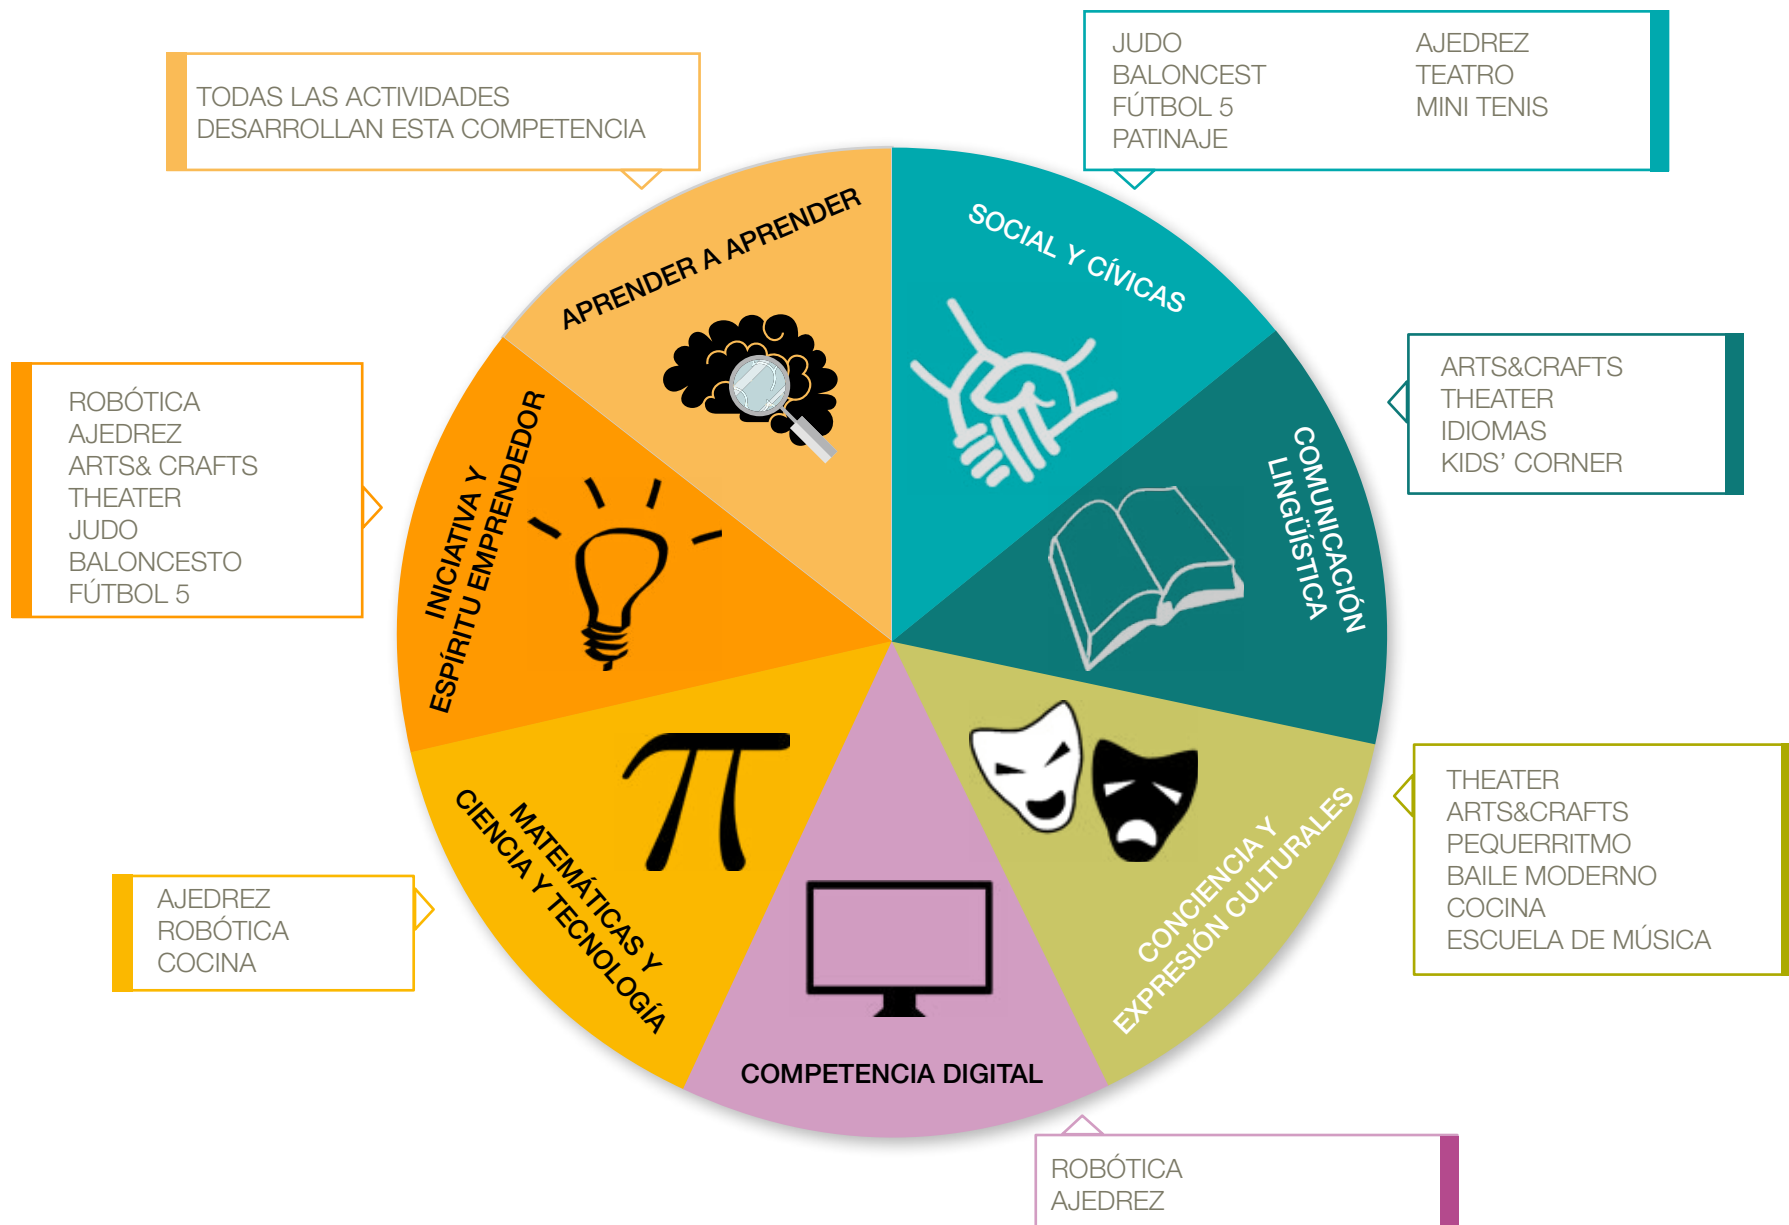 TODAS LAS ACTIVIDADES
DESARROLLAN ESTA COMPETENCIA
JUDO
BALONCEST
FÚTBOL 5
PATINAJE
AJEDREZ
TEATRO
MINI TENIS
APRENDER A APRENDER
SOCIAL Y CÍVICAS
ROBÓTICA
AJEDREZ
ARTS& CRAFTS
THEATER
JUDO
BALONCESTO
FÚTBOL 5
INICIATIVA Y
ESPÍRITU EMPRENDEDOR
COMUNICACIÓN
LINGÜÍSTICA
ARTS&CRAFTS
THEATER
IDIOMAS
KIDS’ CORNER
AJEDREZ
ROBÓTICA
COCINA
MATEMÁTICAS Y
CIENCIA Y TECNOLOGÍA
π
CONCIENCIA Y
EXPRESIÓN CULTURALES
THEATER
ARTS&CRAFTS
PEQUERRITMO
BAILE MODERNO
COCINA
ESCUELA DE MÚSICA
COMPETENCIA DIGITAL
ROBÓTICA
AJEDREZ